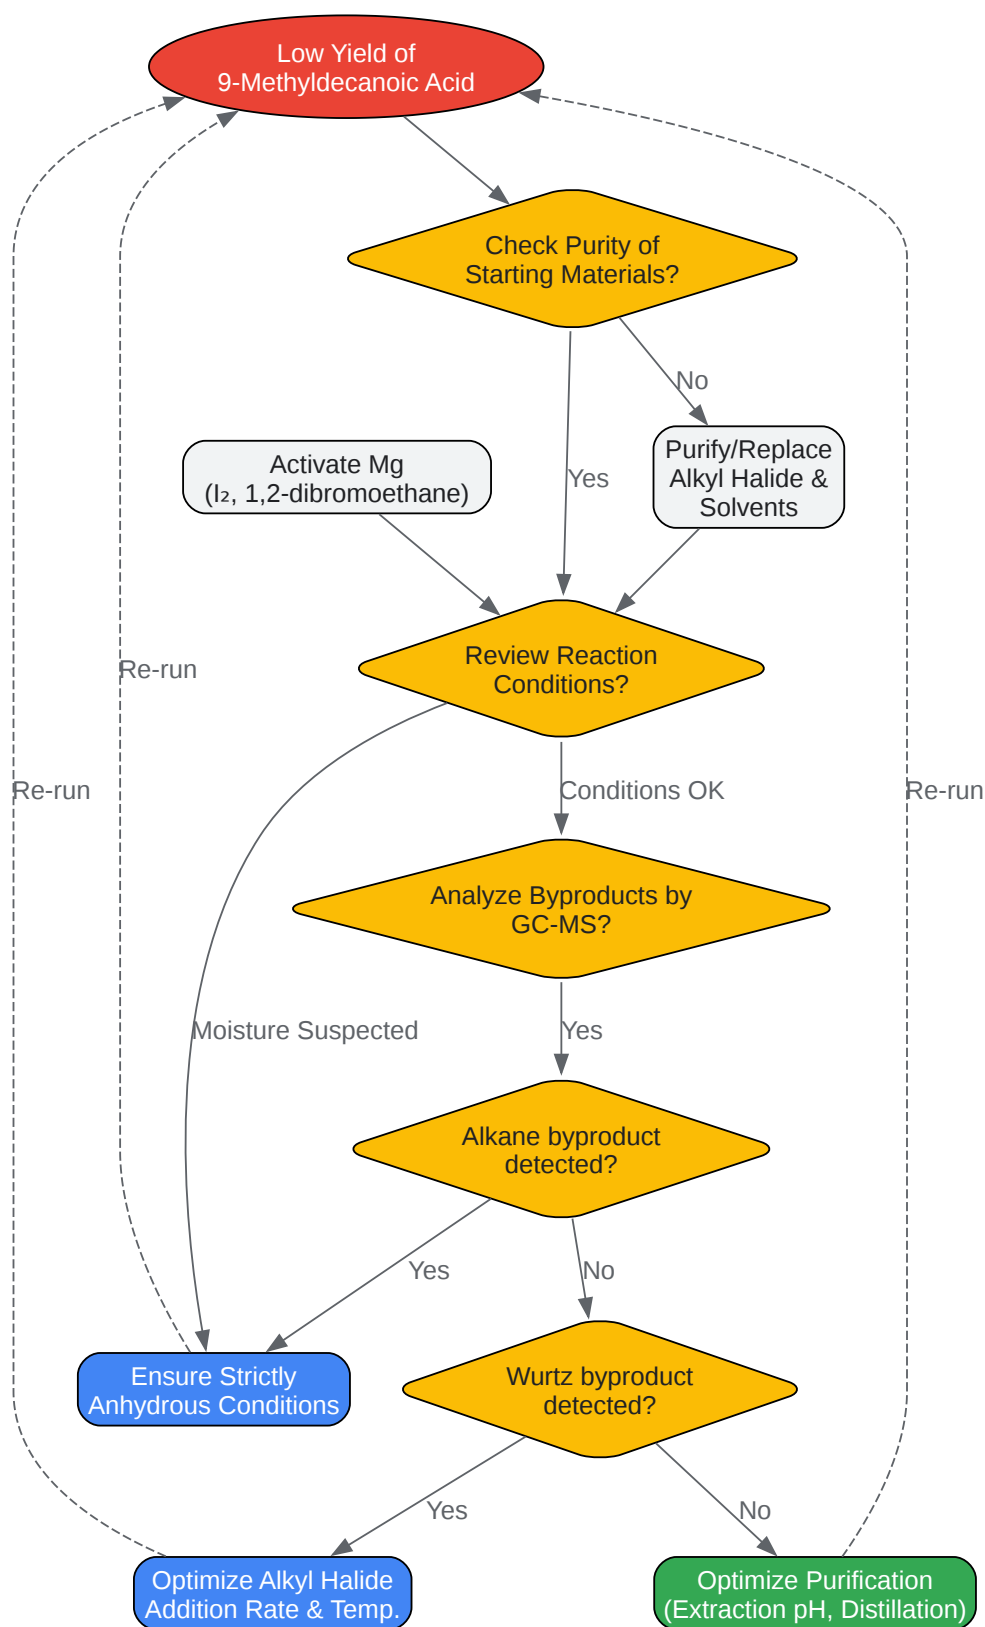 Low Yield of
9-Methyldecanoic Acid
Check Purity of
Starting Materials?
No
Activate Mg
(I₂, 1,2-dibromoethane)
Yes
Purify/Replace
Alkyl Halide &
Solvents
Review Reaction
Conditions?
Re-run
Re-run
Conditions OK
Re-run
Analyze Byproducts by
GC-MS?
Moisture Suspected
Yes
Alkane byproduct
detected?
Yes
No
Ensure Strictly
Anhydrous Conditions
Wurtz byproduct
detected?
Yes
No
Optimize Alkyl Halide
Addition Rate & Temp.
Optimize Purification
(Extraction pH, Distillation)